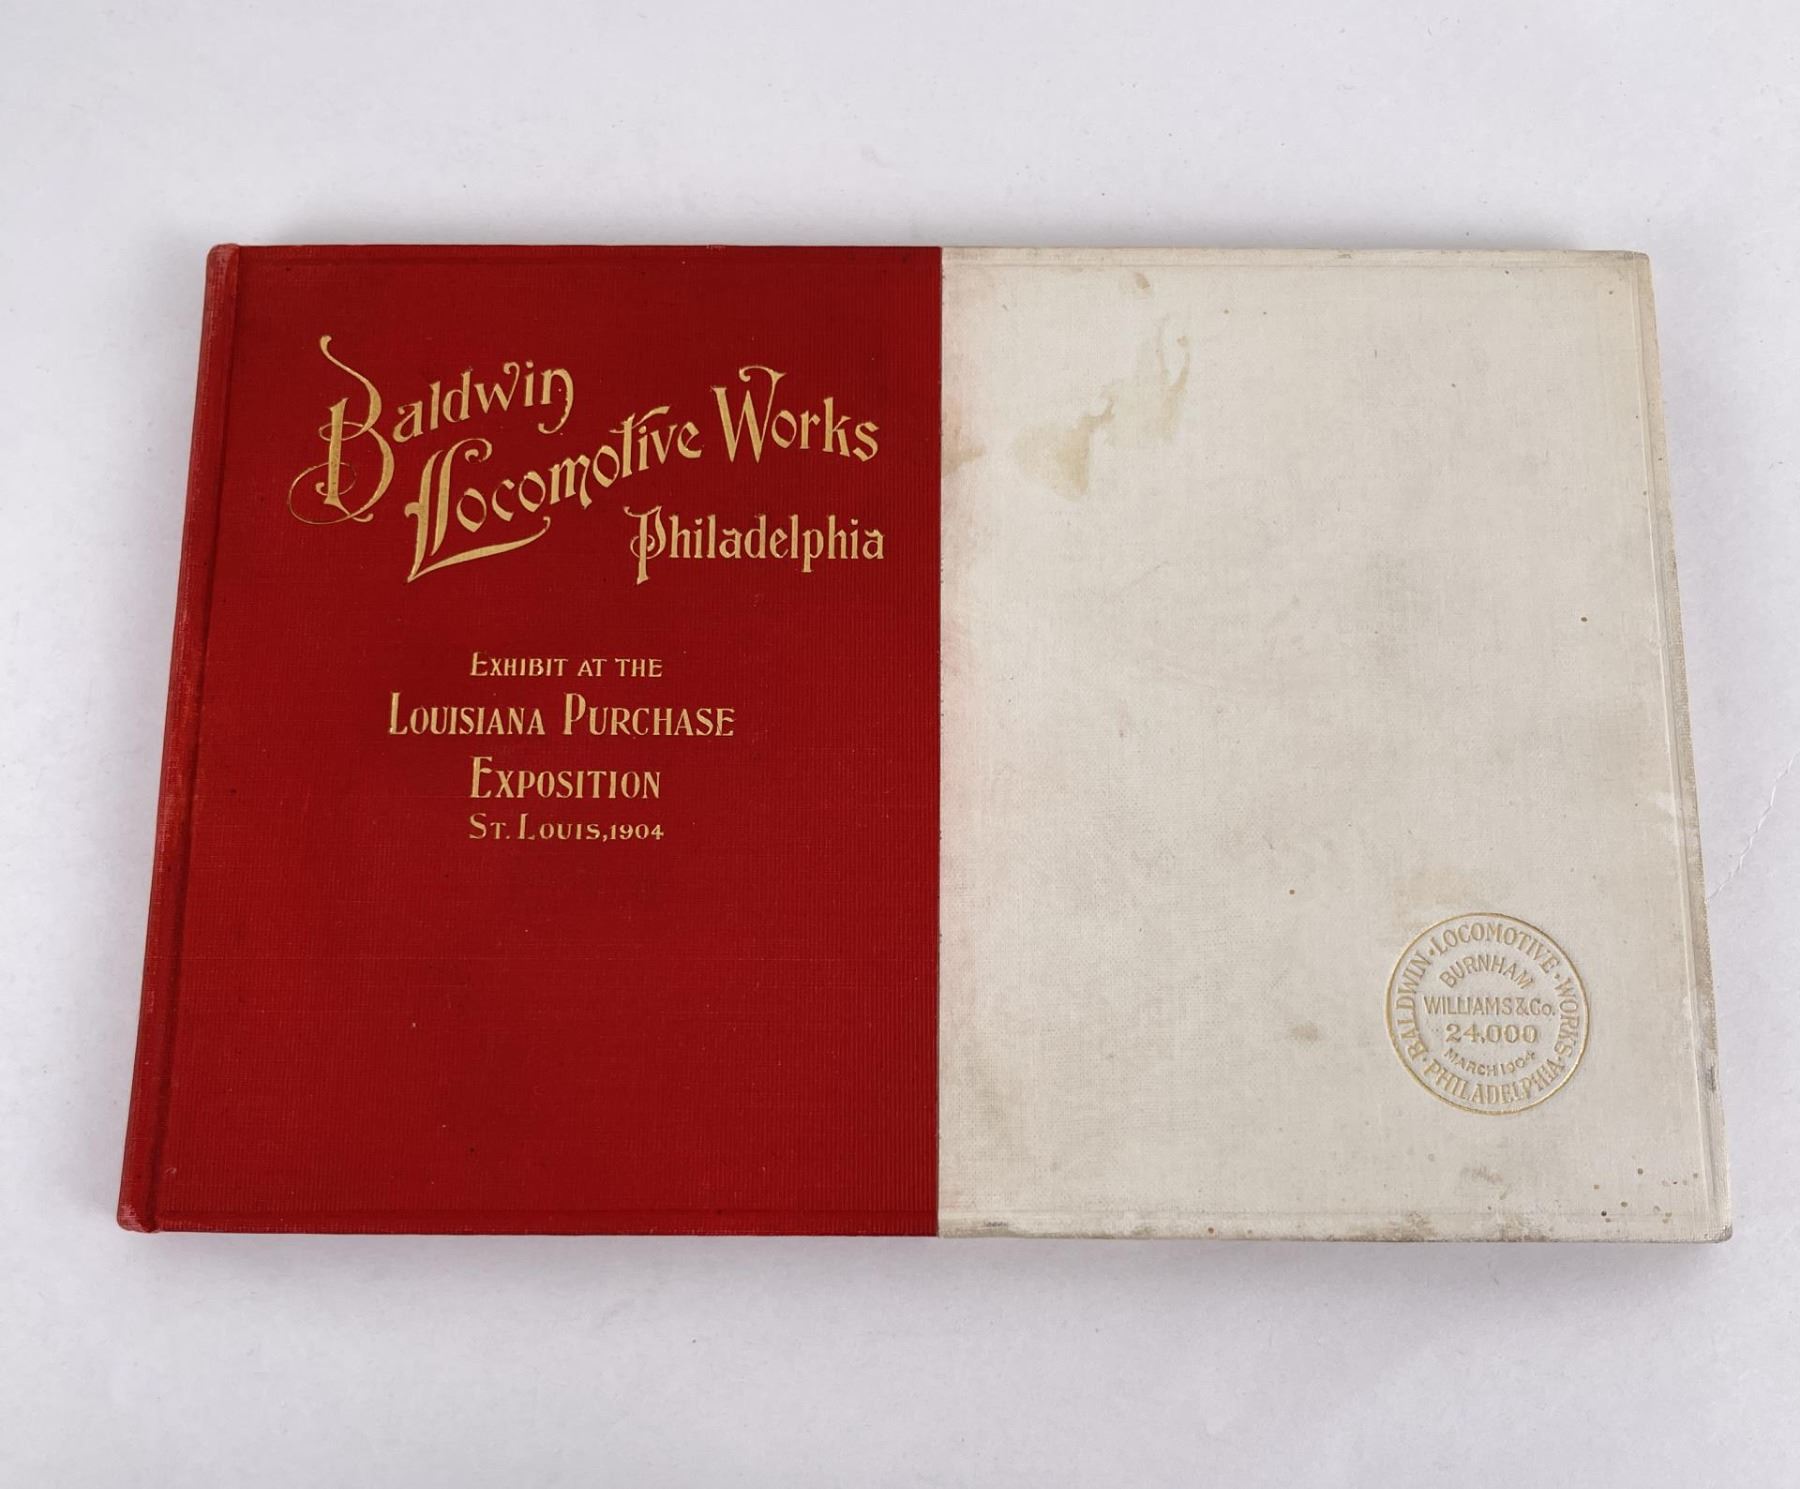 Baldwin
Locomotive Works
Philadelphia
EXHIBIT AT THE
LOUISIANA PURCHASE
EXPOSITION
ST. LOUIS, 1904
BALDWIN · LOCOMOTIVE · WORKS ·
BURNHAM
WILLIAMS & CO.
24,000
MARCH 1904
· PHILADELPHIA ·